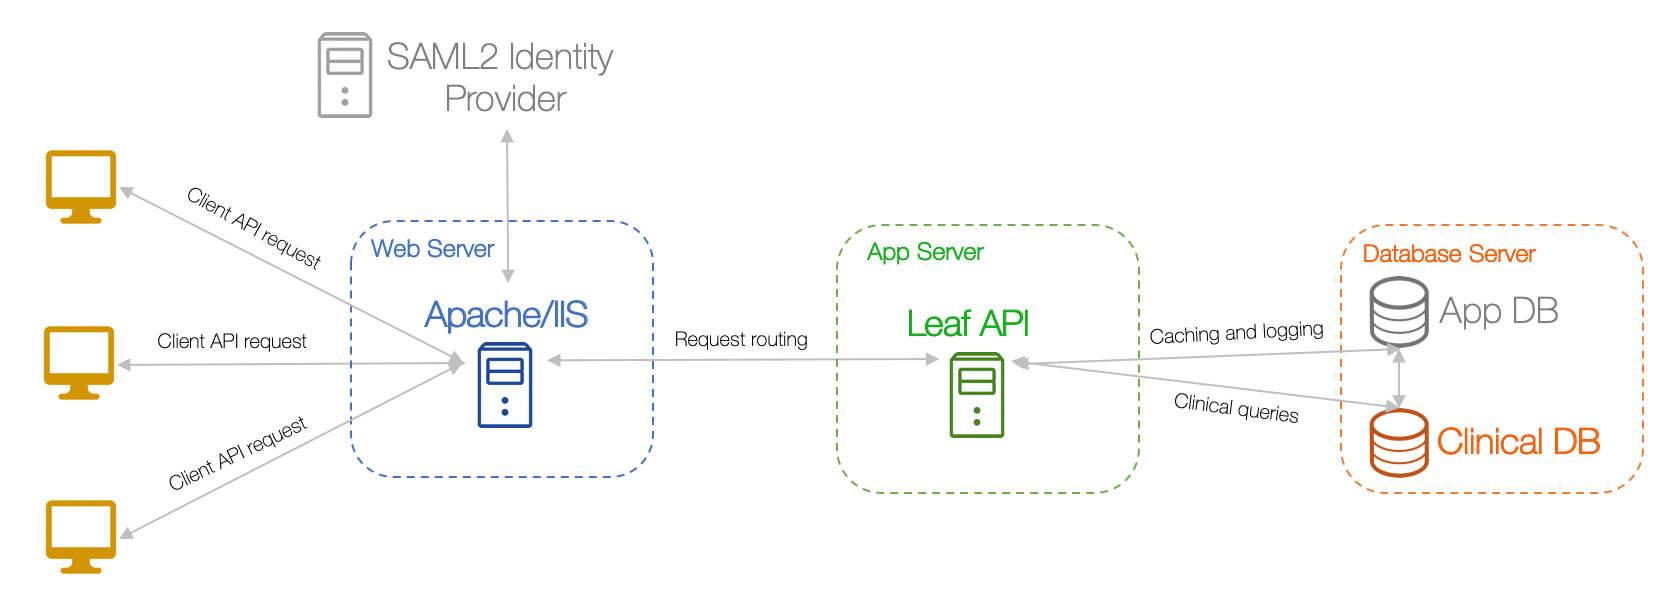 SAML2 Identity
Provider
Client API request
Client API request
Client API request
Web Server
Apache/IIS
Request routing
App Server
Leaf API
Caching and logging
Clinical queries
Database Server
App DB
Clinical DB